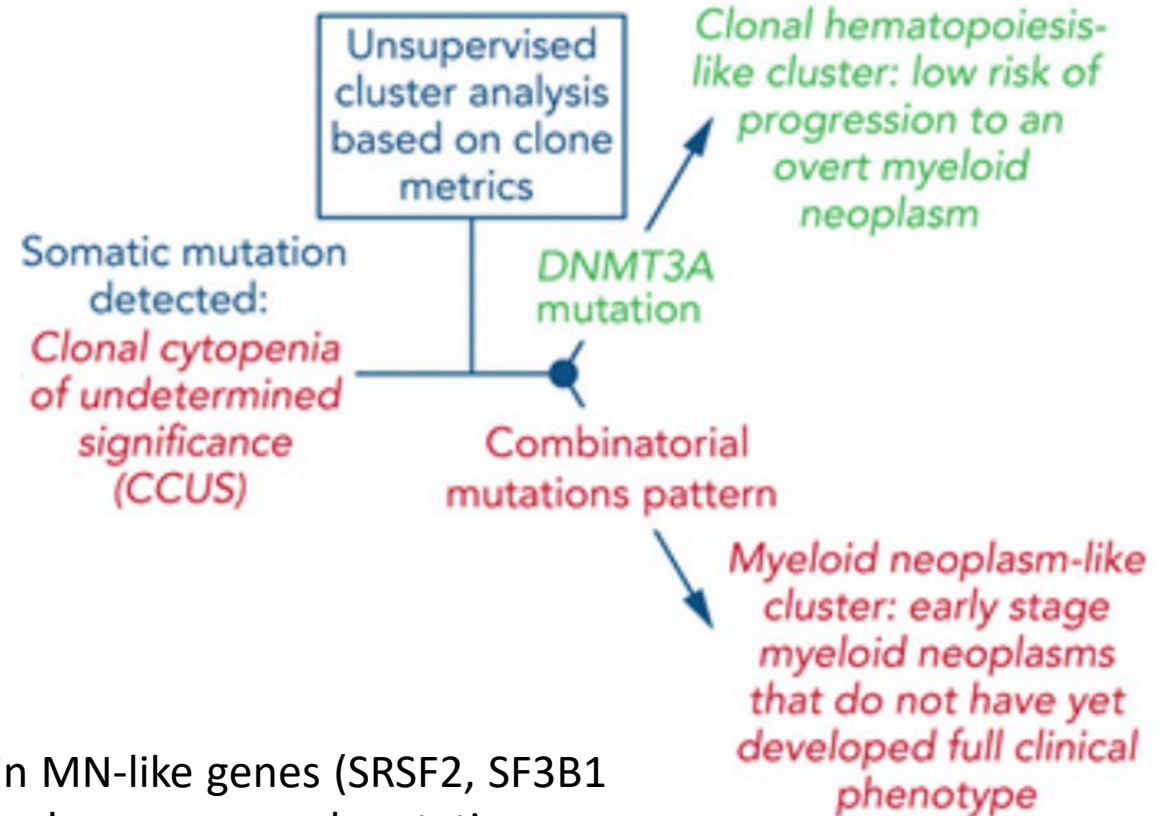 Unsupervised
cluster analysis
based on clone
metrics
Clonal hematopoiesis-
like cluster: low risk of
progression to an
overt myeloid
neoplasm
Somatic mutation
detected:
Clonal cytopenia
of undetermined
significance
(CCUS)
DNMT3A
mutation
Combinatorial
mutations pattern
Myeloid neoplasm-like
cluster: early stage
myeloid neoplasms
that do not have yet
developed full clinical
phenotype
in MN-like genes (SRSF2, SF3B1